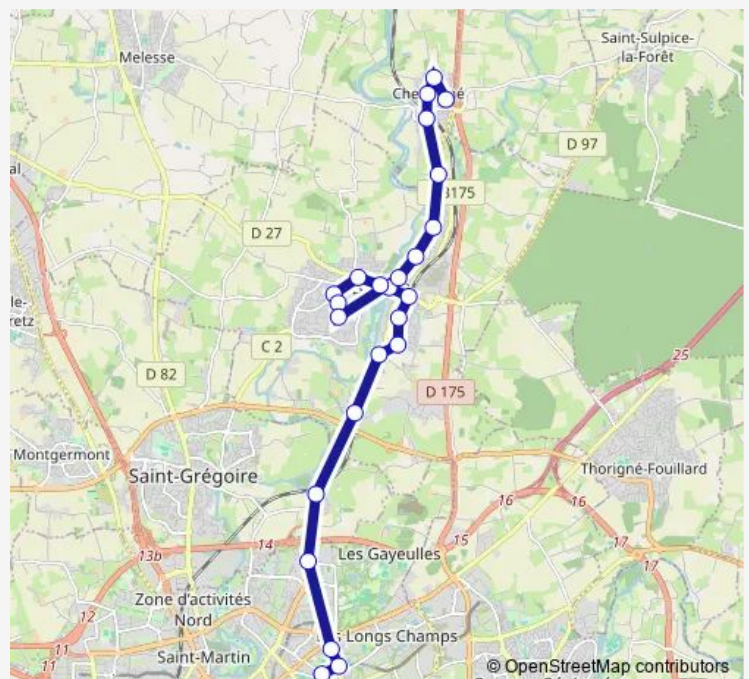 Saint-Sulpice-
la-Forêt
Melesse
D 97
D 27
C 2
D 82
25
D 175
Montgermont
Saint-Grégoire
Thorigné-Fouillard
16
16
14
15
17
13b
Les Gayeulles
17
Zone d'activités
Nord
12
Longs Champs
11
Saint-Martin
11
© OpenStreetMap contributors